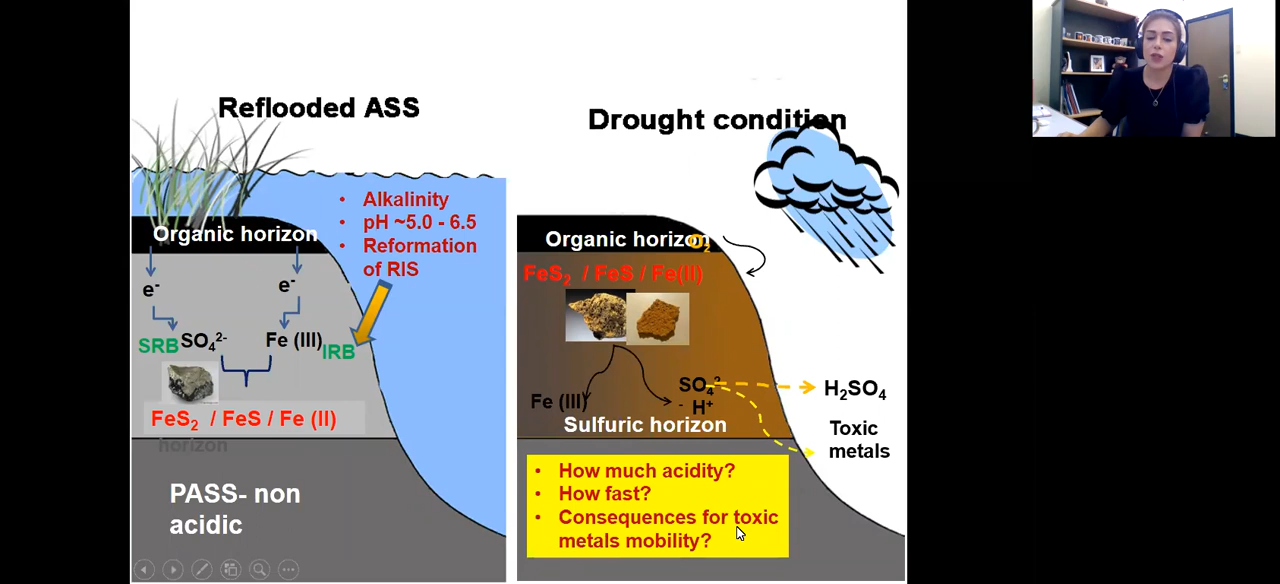 Reflooded ASS
• Alkalinity
• pH ~5.0 - 6.5
• Reformation
of RIS
Organic horizon
e⁻
e⁻
SRB SO₄²⁻
Fe (III) IRB
FeS₂ / FeS / Fe (II)
horizon
PASS- non
acidic
Drought condition
Organic horizon
O₂
FeS₂ / FeS / Fe(II)
Fe (III)
SO₄²
- H⁺
H₂SO₄
Sulfuric horizon
Toxic
metals
• How much acidity?
• How fast?
• Consequences for toxic
metals mobility?